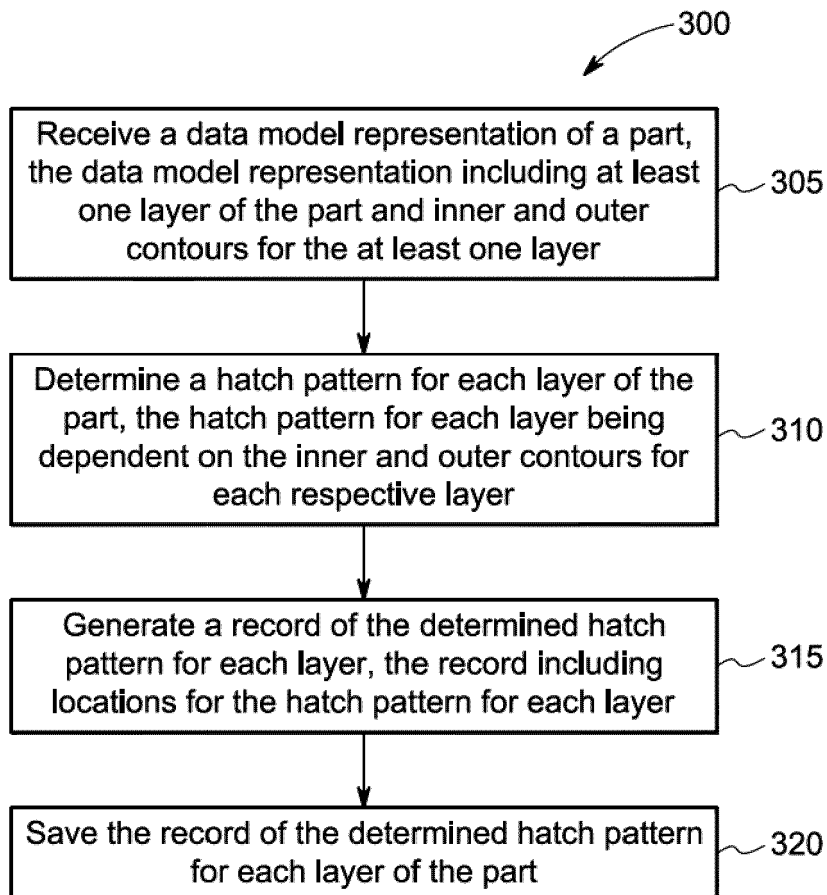 300
Receive a data model representation of a part,
the data model representation including at least
one layer of the part and inner and outer
contours for the at least one layer
305
Determine a hatch pattern for each layer of the
part, the hatch pattern for each layer being
dependent on the inner and outer contours for
each respective layer
310
Generate a record of the determined hatch
pattern for each layer, the record including
locations for the hatch pattern for each layer
315
Save the record of the determined hatch pattern
for each layer of the part
320